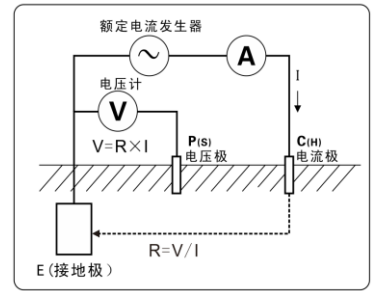 额定电流发生器
A
电压计
V
I
V=R×I
P(S)
电压极
C(H)
电流极
R=V/I
E(接地极)